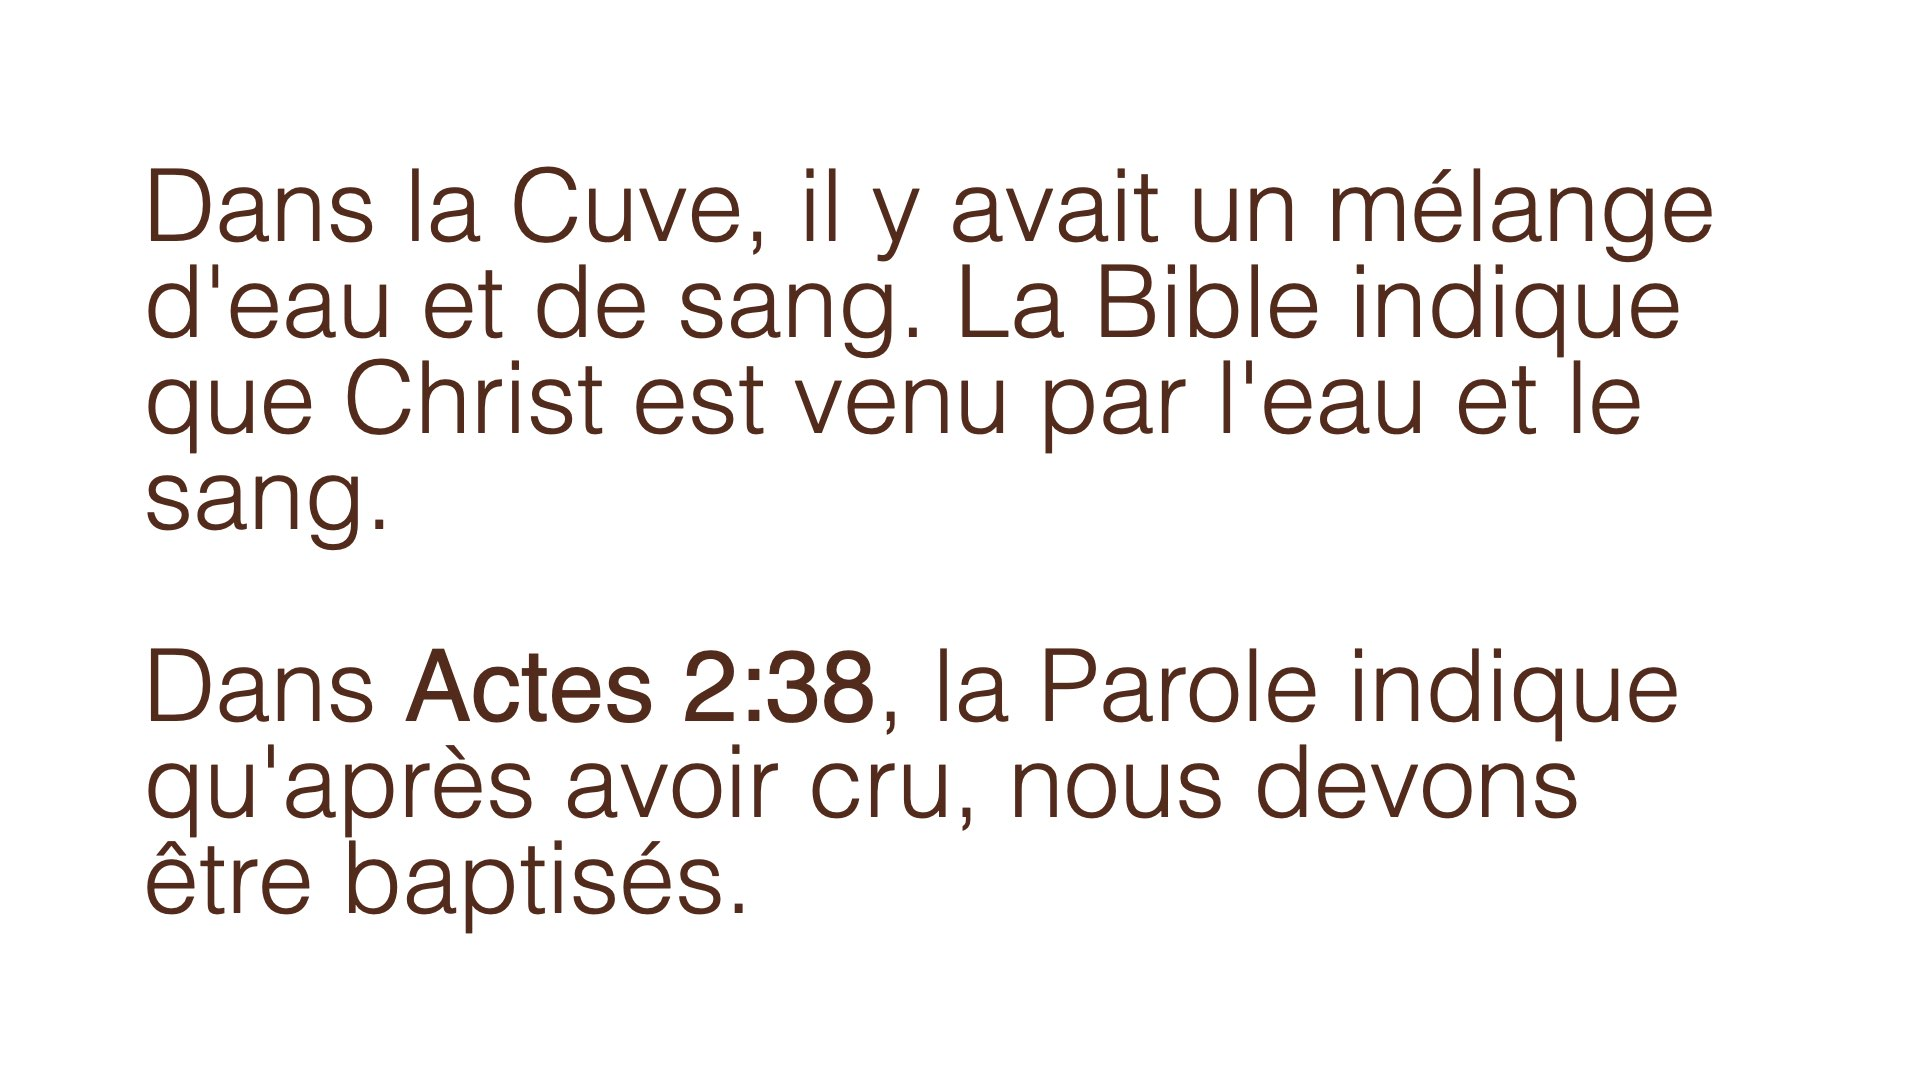 Dans la Cuve, il y avait un mélange
d'eau et de sang. La Bible indique
que Christ est venu par l'eau et le
sang.
Dans Actes 2:38, la Parole indique
qu'après avoir cru, nous devons
être baptisés.